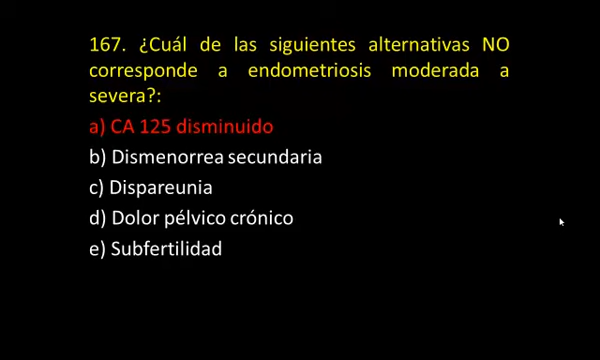 167. ¿Cuál de las siguientes alternativas NO
corresponde a endometriosis moderada a
severa?:
a) CA 125 disminuido
b) Dismenorrea secundaria
c) Dispareunia
d) Dolor pélvico crónico
e) Subfertilidad